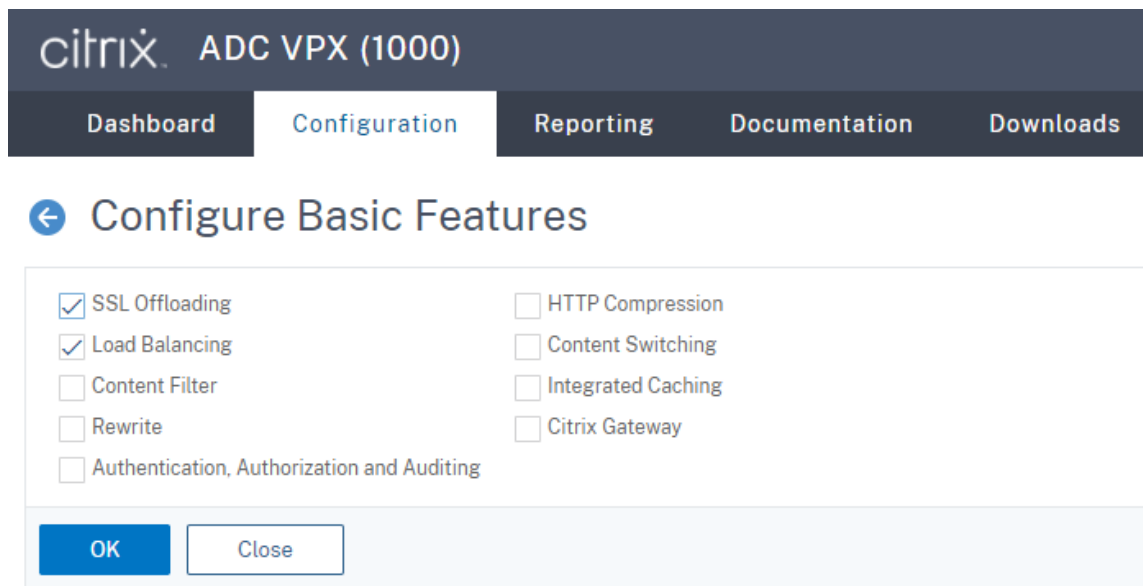 citrix. ADC VPX (1000)
Dashboard Configuration Reporting Documentation Downloads
Configure Basic Features
SSL Offloading HTTP Compression
Load Balancing Content Switching
Content Filter Integrated Caching
Rewrite Citrix Gateway
Authentication, Authorization and Auditing
OK Close